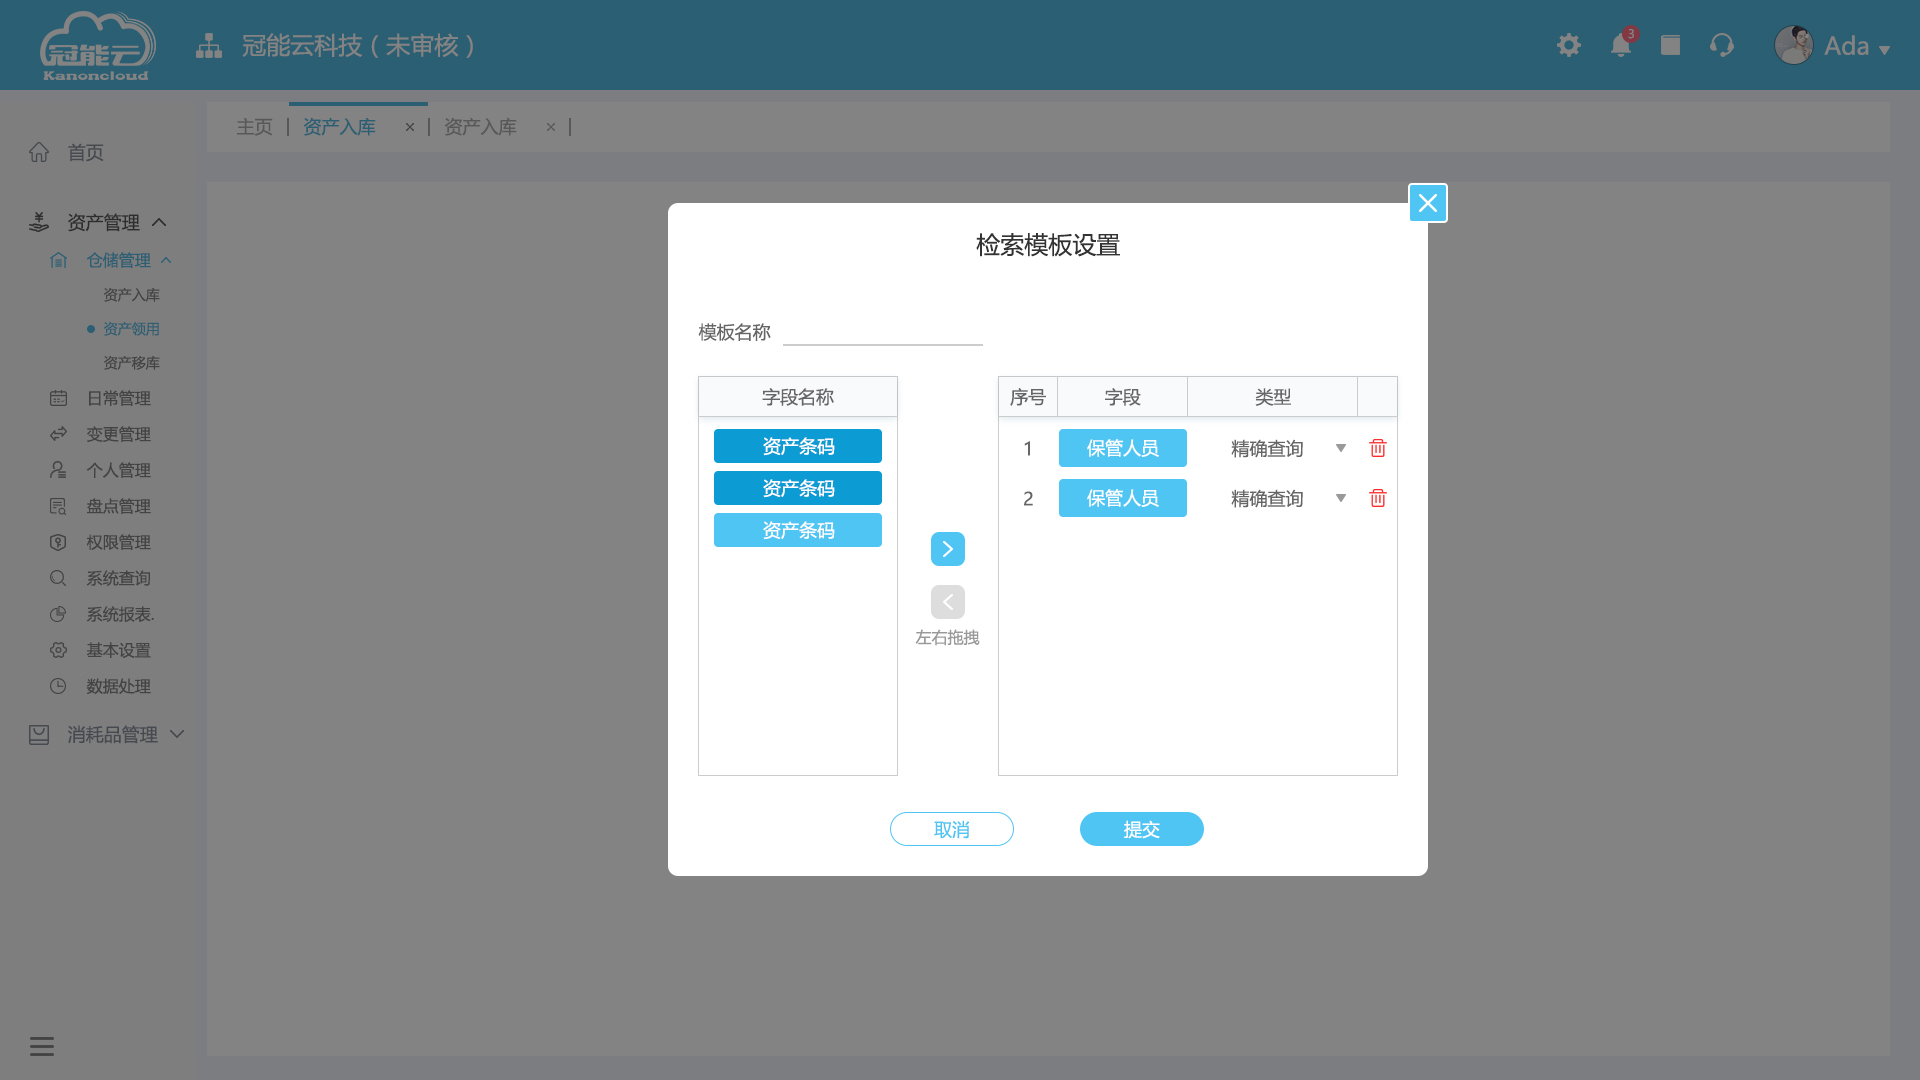 冠能云
Kanoncloud
冠能云科技（未审核）
3
Ada
主页
资产入库
资产入库
首页
资产管理
仓储管理
资产入库
资产领用
资产移库
日常管理
变更管理
个人管理
盘点管理
权限管理
系统查询
系统报表.
基本设置
数据处理
消耗品管理
检索模板设置
模板名称
字段名称
资产条码
资产条码
资产条码
左右拖拽
序号 字段 类型
1 保管人员 精确查询
2 保管人员 精确查询
取消 提交